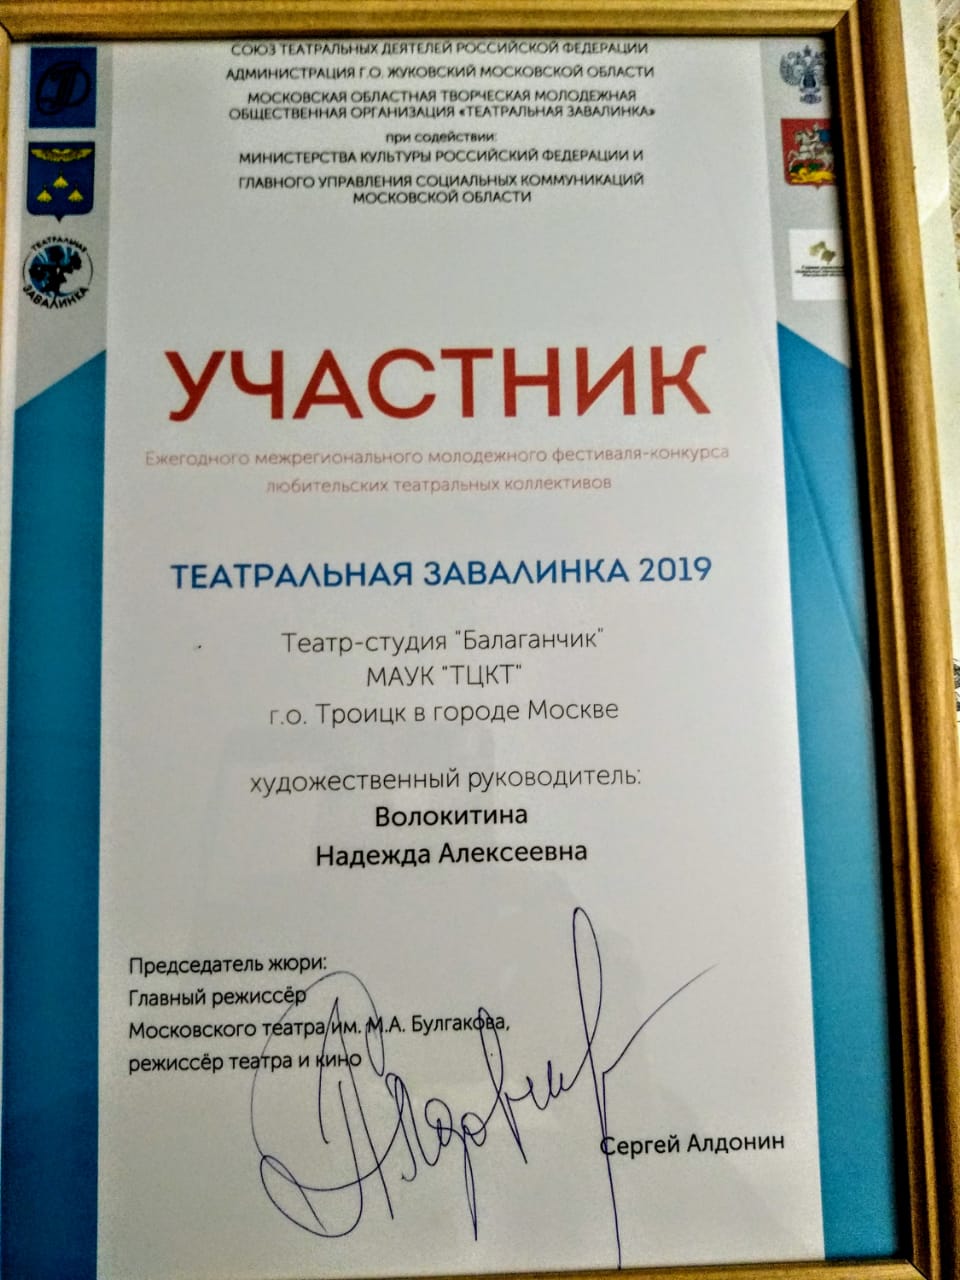 СОЮЗ ТЕАТРАЛЬНЫХ ДЕЯТЕЛЕЙ РОССИЙСКОЙ ФЕДЕРАЦИИ
АДМИНИСТРАЦИЯ Г.О. ЖУКОВСКИЙ МОСКОВСКОЙ ОБЛАСТИ
МОСКОВСКАЯ ОБЛАСТНАЯ ТВОРЧЕСКАЯ МОЛОДЕЖНАЯ
ОБЩЕСТВЕННАЯ ОРГАНИЗАЦИЯ «ТЕАТРАЛЬНАЯ ЗАВАЛИНКА»
при содействии:
МИНИСТЕРСТВА КУЛЬТУРЫ РОССИЙСКИЙ ФЕДЕРАЦИИ И
ГЛАВНОГО УПРАВЛЕНИЯ СОЦИАЛЬНЫХ КОММУНИКАЦИЙ
МОСКОВСКОЙ ОБЛАСТИ
ТЕАТРАЛЬНАЯ
ЗАВАЛИНКА
УЧАСТНИК
Ежегодного межрегионального молодежного фестиваля-конкурса
любительских театральных коллективов
ТЕАТРАЛЬНАЯ ЗАВАЛИНКА 2019
Театр-студия "Балаганчик"
МАУК "ТЦКТ"
г.о. Троицк в городе Москве
художественный руководитель:
Волокитина
Надежда Алексеевна
Председатель жюри:
Главный режиссёр
Московского театра им. М.А. Булгакова,
режиссёр театра и кино
Сергей Алдонин